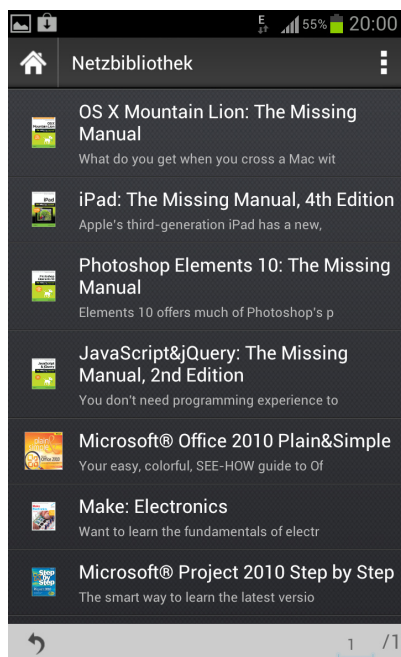 E
55%
20:00
Netzbibliothek
OS X Mountain Lion: The Missing
Manual
What do you get when you cross a Mac wit
iPad: The Missing Manual, 4th Edition
Apple's third-generation iPad has a new,
Photoshop Elements 10: The Missing
Manual
Elements 10 offers much of Photoshop's p
JavaScript&jQuery: The Missing
Manual, 2nd Edition
You don't need programming experience to
Microsoft® Office 2010 Plain&Simple
Your easy, colorful, SEE-HOW guide to Of
Make: Electronics
Want to learn the fundamentals of electr
Step
by
Step
Microsoft® Project 2010 Step by Step
The smart way to learn the latest versio
1 /1